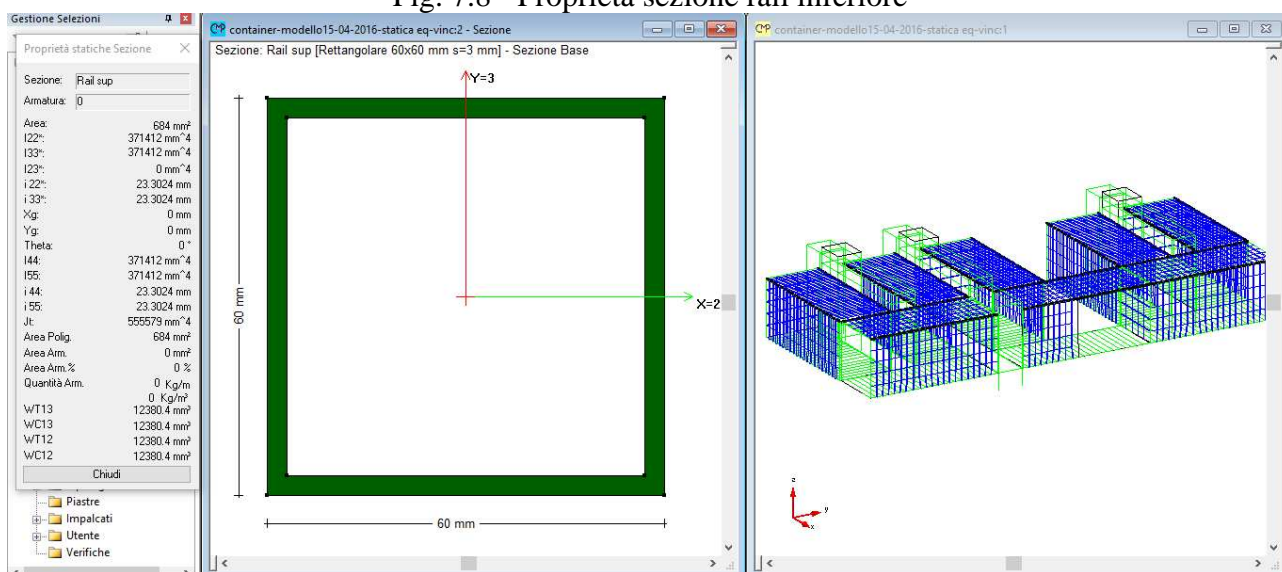 Fig. 7.8 - Proprietà sezione rail inferiore
Gestione Selezioni
Proprietà statiche Sezione
Sezione: Rail sup
Armatura: 0
Area: 684 mm²
I22": 371412 mm^4
I33": 371412 mm^4
I23": 0 mm^4
i 22": 23.3024 mm
i 33": 23.3024 mm
Xg: 0 mm
Yg: 0 mm
Theta: 0 °
I44: 371412 mm^4
I55: 371412 mm^4
i 44: 23.3024 mm
i 55: 23.3024 mm
Jt: 555579 mm^4
Area Polig. 684 mm²
Area Arm. 0 mm²
Area Arm.% 0 %
Quantità Arm. 0 Kg/m
0 Kg/m³
WT13 12380.4 mm³
WC13 12380.4 mm³
WT12 12380.4 mm³
WC12 12380.4 mm³
Chiudi
Piastre
Impalcati
Utente
Verifiche
CMP container-modello15-04-2016-statica eq-vinc:2 - Sezione
Sezione: Rail sup [Rettangolare 60x60 mm s=3 mm] - Sezione Base
Y=3
X=2
60 mm
60 mm
CMP container-modello15-04-2016-statica eq-vinc:1
z
y
x